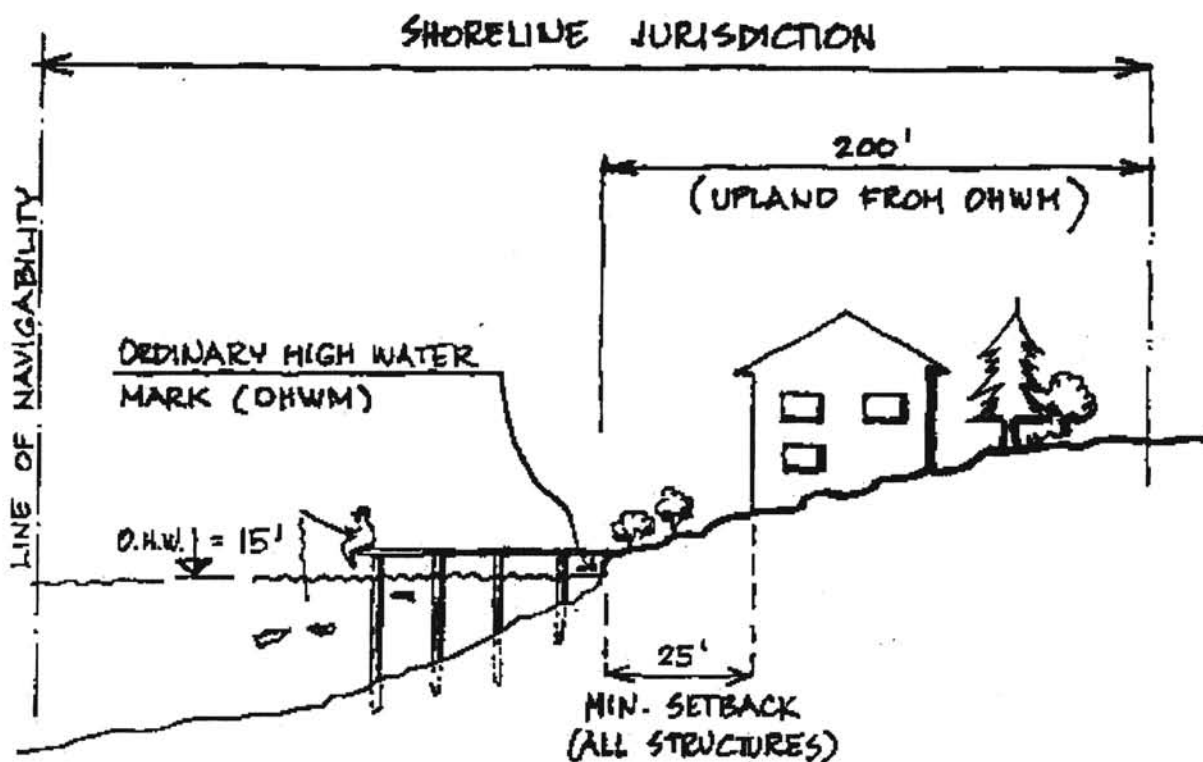 SHORELINE JURISDICTION
200'
(UPLAND FROM OHWM)
LINE OF NAVIGABILITY
ORDINARY HIGH WATER
MARK (OHWM)
O.H.W. = 15'
25'
MIN. SETBACK
(ALL STRUCTURES)